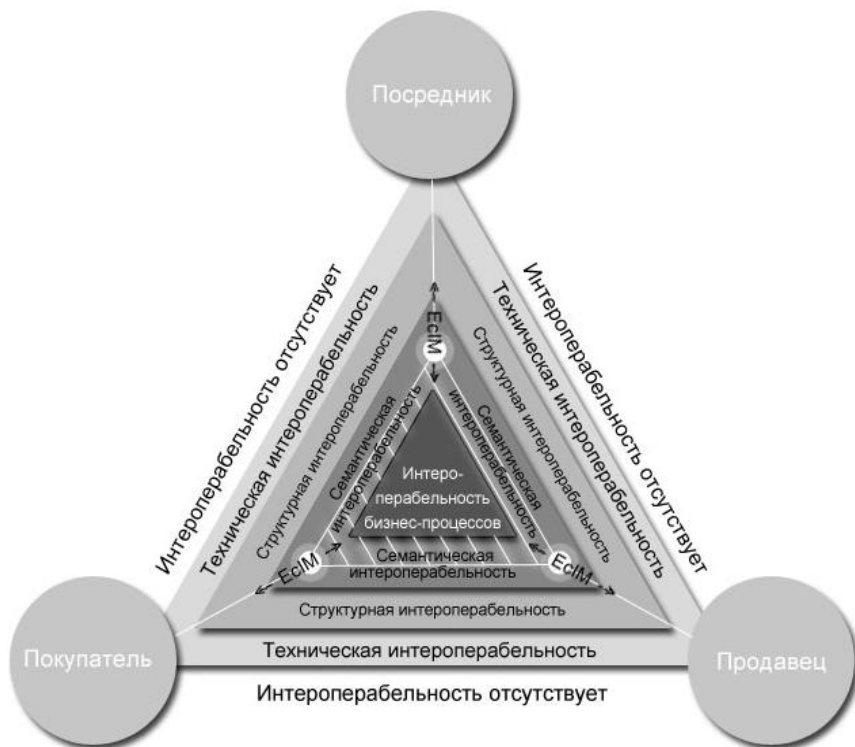 Посредник
Интероперабельность отсутствует
Техническая интероперабельность
Структурная интероперабельность
Семантическая
интероперабельность
EcIM
Интероперабельность отсутствует
Техническая интероперабельность
Структурная интероперабельность
Семантическая
интероперабельность
Интеро-
перабельность
бизнес-процессов
EcIM
Семантическая
интероперабельность
EcIM
Структурная интероперабельность
Покупатель
Техническая интероперабельность
Продавец
Интероперабельность отсутствует